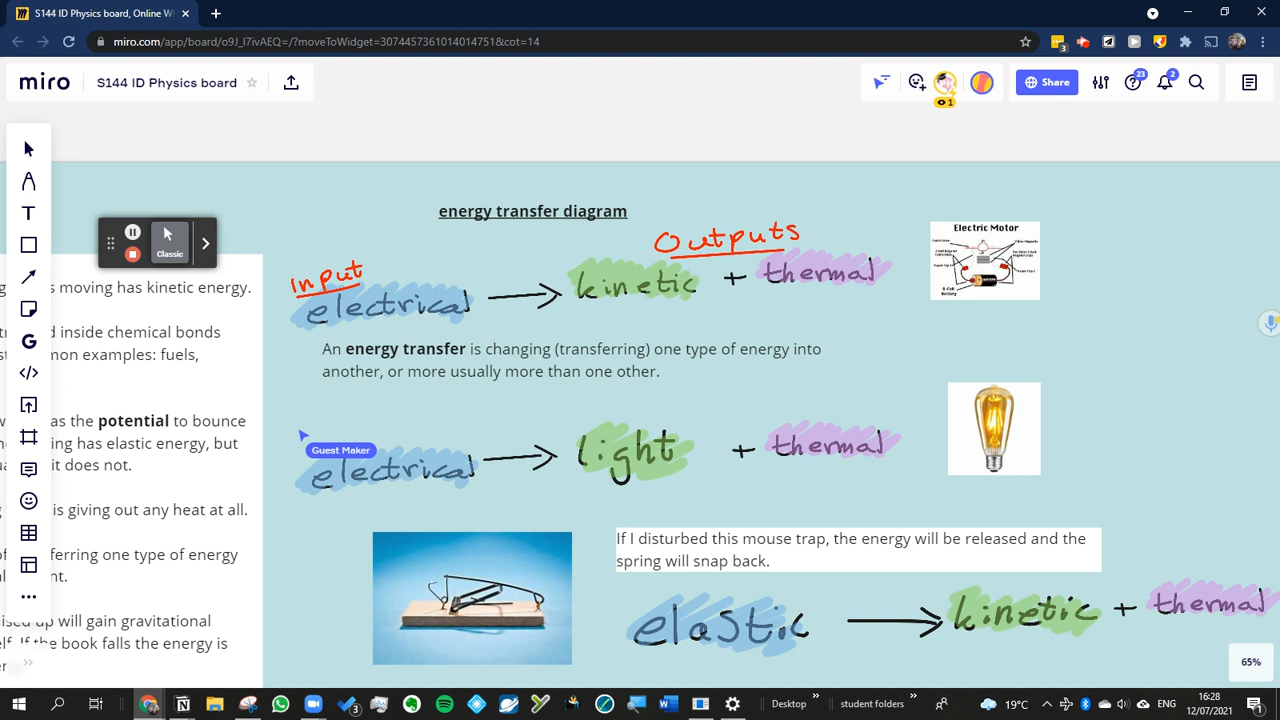 S144 ID Physics board, Online W
miro.com/app/board/o9J_l7ivAEQ=/?moveToWidget=3074457361014014751&cot=14
3
miro
S144 ID Physics board
Share
23
2
1
energy transfer diagram
Outputs
Input
electrical → kinetic + thermal
Electric Motor
Classic
s moving has kinetic energy.
An energy transfer is changing (transferring) one type of energy into
another, or more usually more than one other.
d inside chemical bonds
mon examples: fuels,
as the potential to bounce
ing has elastic energy, but
it does not.
Guest Maker
electrical → light + thermal
is giving out any heat at all.
ferring one type of energy
nt.
If I disturbed this mouse trap, the energy will be released and the
spring will snap back.
elastic → kinetic + thermal
up will gain gravitational
elf. If the book falls the energy is
65%
Desktop
student folders
19°C
ENG
16:28
12/07/2021